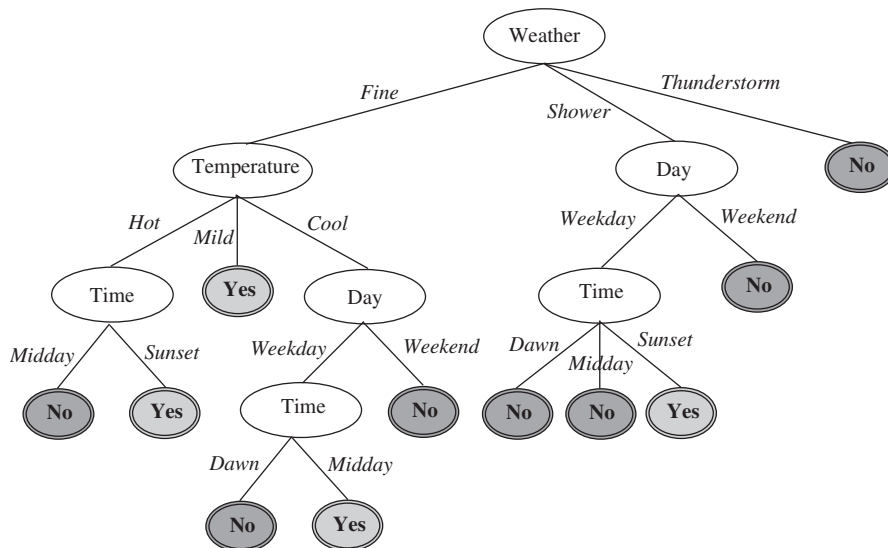 Weather
Fine
Shower
Thunderstorm
Temperature
Day
No
Hot
Mild
Cool
Weekday
Weekend
Time
Yes
Day
Time
No
Midday
Sunset
Weekday
Weekend
Dawn
Midday
Sunset
No
Yes
Time
No
No
No
Yes
Dawn
Midday
No
Yes